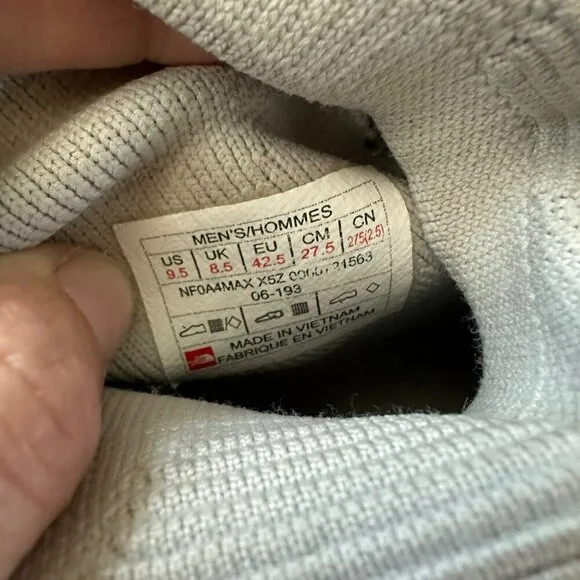 MEN'S/HOMMES
US UK EU CM CN
9.5 8.5 42.5 27.5 275(2.5)
NF0A4MAX X5Z
06-193
MADE IN VIETNAM
FABRIQUE EN VIETNAM